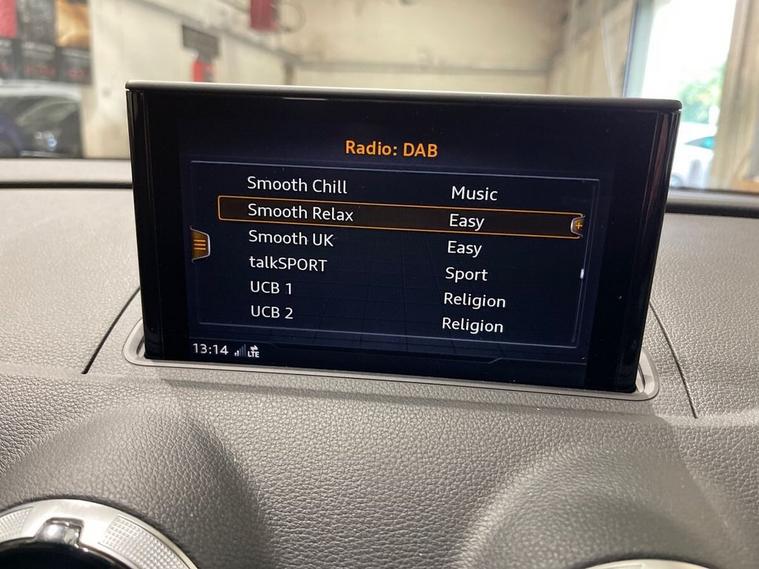 Radio: DAB
Smooth Chill Music
Smooth Relax Easy
Smooth UK Easy
talkSPORT Sport
UCB 1 Religion
UCB 2 Religion
13:14 LTE